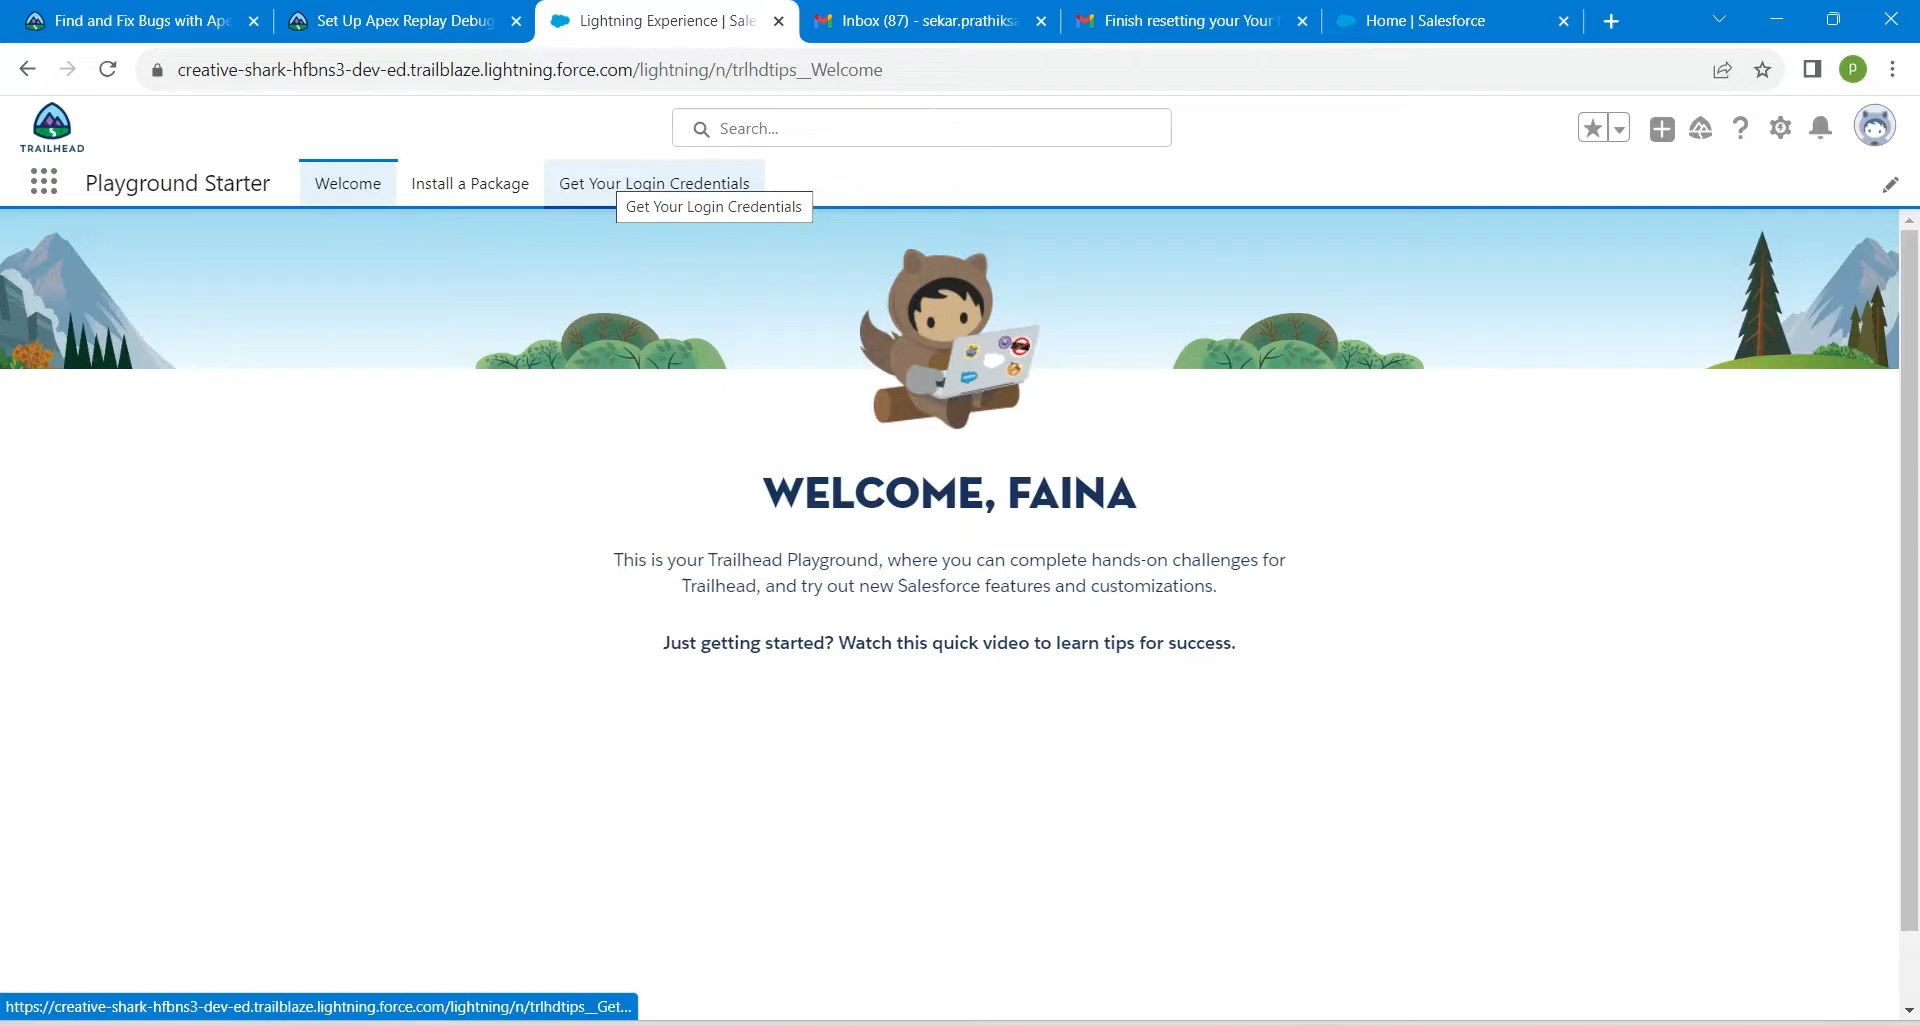 Find and Fix Bugs with Ape
Set Up Apex Replay Debug
Lightning Experience | Sale
Inbox (87) - sekar.prathiksa
Finish resetting your Your
Home | Salesforce
creative-shark-hfbns3-dev-ed.trailblaze.lightning.force.com/lightning/n/trlhdtips__Welcome
P
TRAILHEAD
Search...
Playground Starter
Welcome
Install a Package
Get Your Login Credentials
Get Your Login Credentials
WELCOME, FAINA
This is your Trailhead Playground, where you can complete hands-on challenges for
Trailhead, and try out new Salesforce features and customizations.
Just getting started? Watch this quick video to learn tips for success.
https://creative-shark-hfbns3-dev-ed.trailblaze.lightning.force.com/lightning/n/trlhdtips__Get...